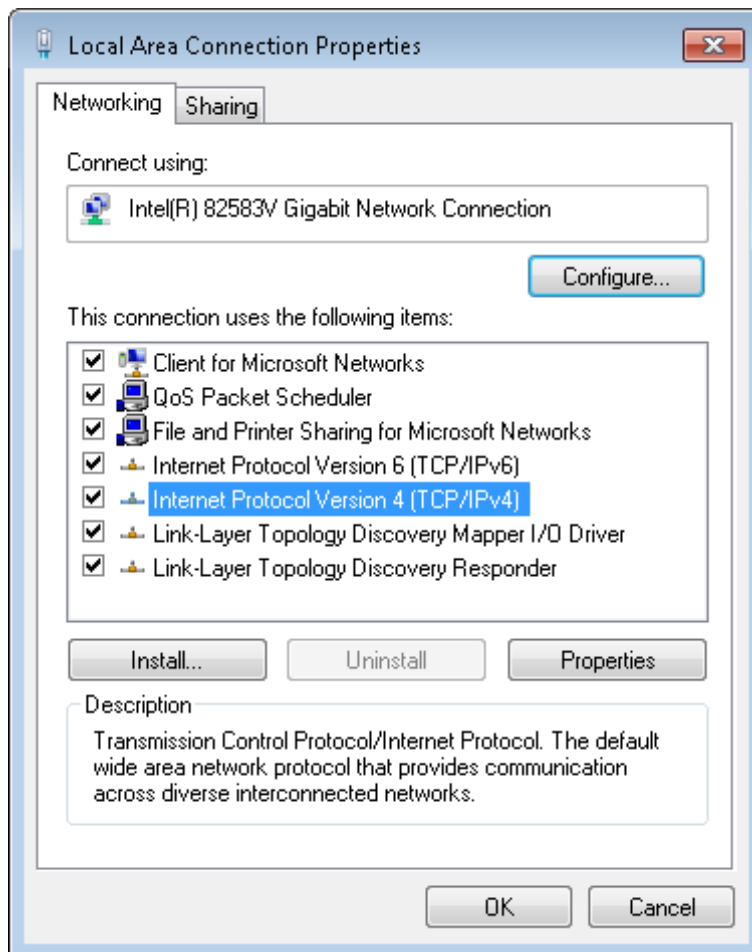 Local Area Connection Properties
Networking
Sharing
Connect using:
Intel(R) 82583V Gigabit Network Connection
Configure...
This connection uses the following items:
Client for Microsoft Networks
QoS Packet Scheduler
File and Printer Sharing for Microsoft Networks
Internet Protocol Version 6 (TCP/IPv6)
Internet Protocol Version 4 (TCP/IPv4)
Link-Layer Topology Discovery Mapper I/O Driver
Link-Layer Topology Discovery Responder
Install...
Uninstall
Properties
Description
Transmission Control Protocol/Internet Protocol. The default
wide area network protocol that provides communication
across diverse interconnected networks.
OK
Cancel